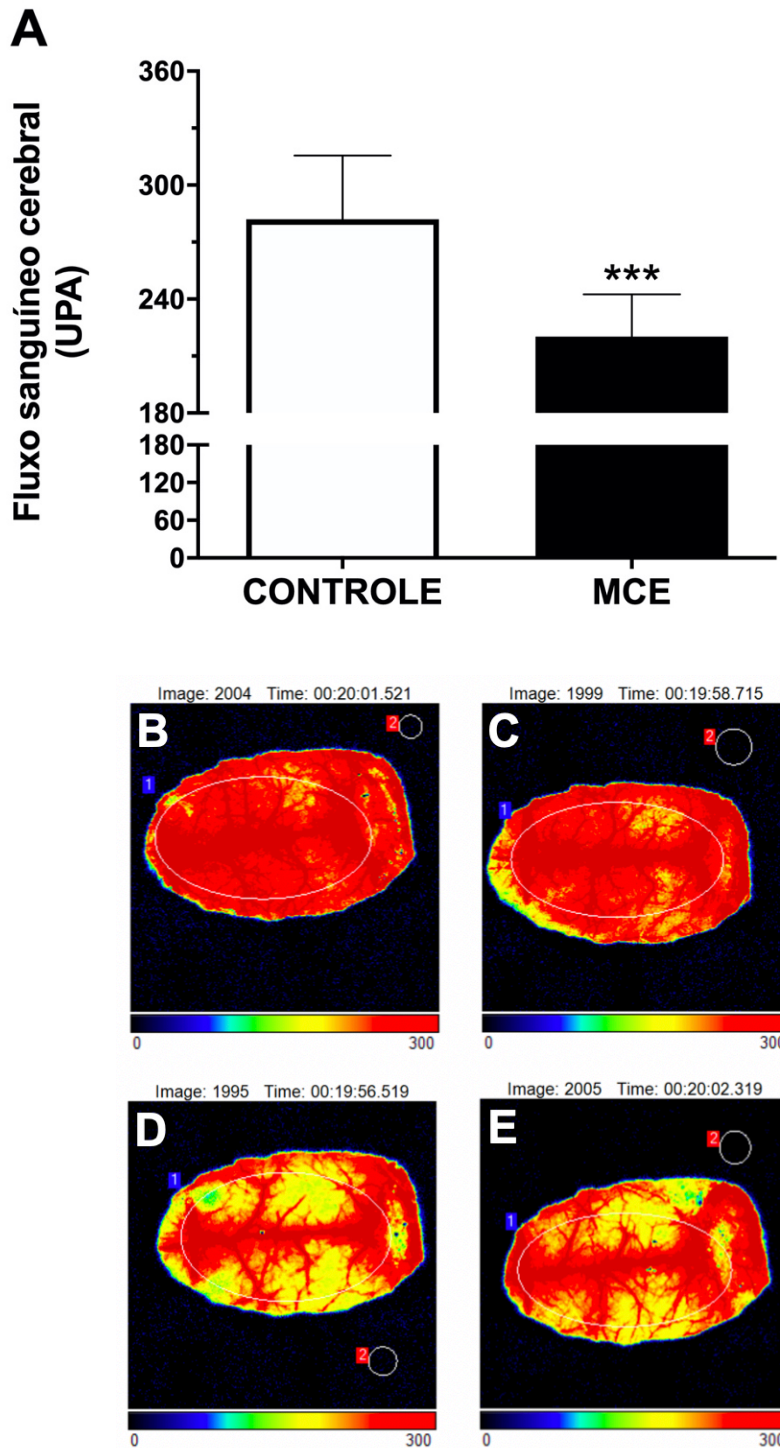 A
Fluxo sanguíneo cerebral
(UPA)
360
300
240
180
180
120
60
0
***
CONTROLE
MCE
Image: 2004 Time: 00:20:01.521
B
1
2
0
300
Image: 1999 Time: 00:19:58.715
C
1
2
0
300
Image: 1995 Time: 00:19:56.519
D
1
2
0
300
Image: 2005 Time: 00:20:02.319
E
1
2
0
300